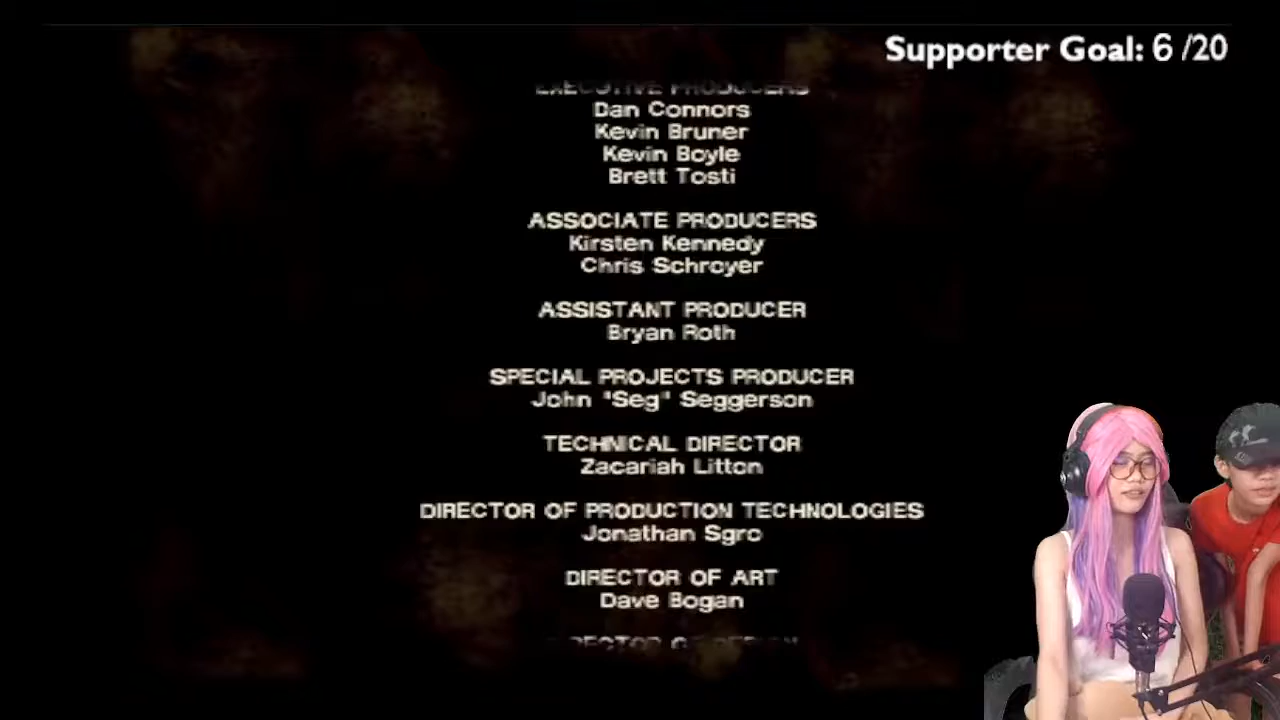 Supporter Goal: 6 /20
EXECUTIVE PRODUCERS
Dan Connors
Kevin Bruner
Kevin Boyle
Brett Tosti
ASSOCIATE PRODUCERS
Kirsten Kennedy
Chris Schroyer
ASSISTANT PRODUCER
Bryan Roth
SPECIAL PROJECTS PRODUCER
John "Seg" Seggerson
TECHNICAL DIRECTOR
Zacariah Litton
DIRECTOR OF PRODUCTION TECHNOLOGIES
Jonathan Sgro
DIRECTOR OF ART
Dave Bogan